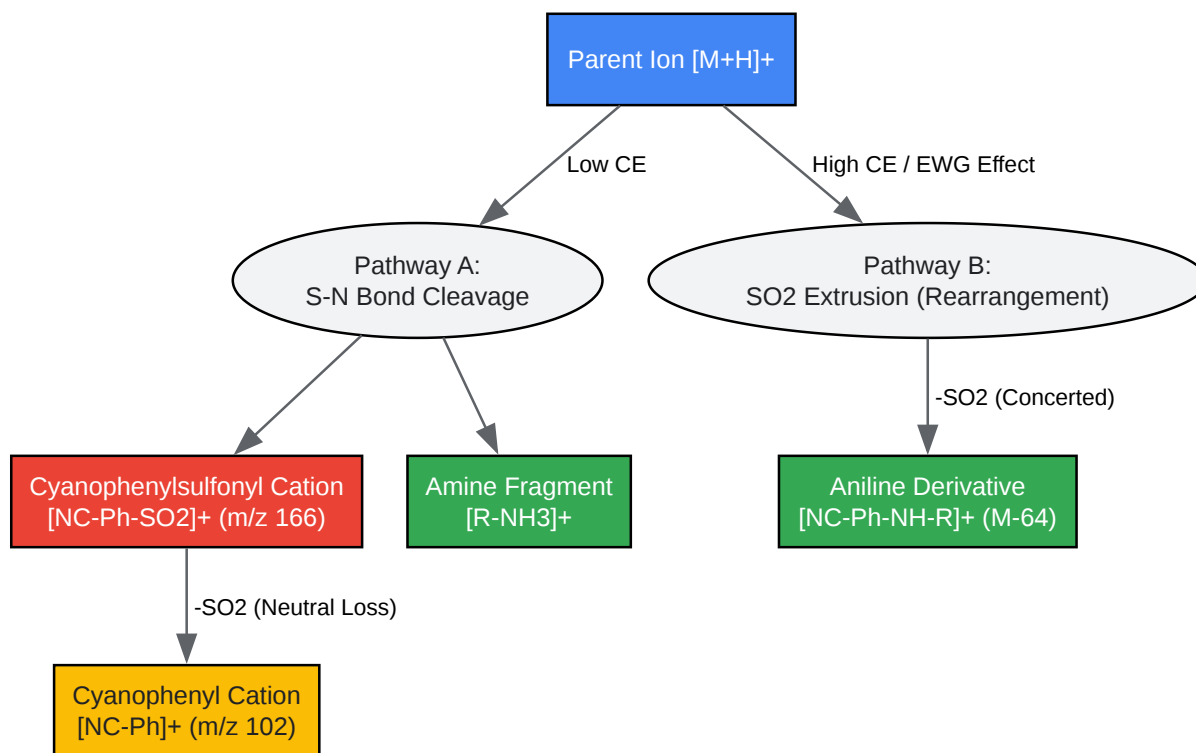 Parent Ion [M+H]+
Low CE
High CE / EWG Effect
Pathway A:
S-N Bond Cleavage
Pathway B:
SO2 Extrusion (Rearrangement)
-SO2 (Concerted)
Cyanophenylsulfonyl Cation
[NC-Ph-SO2]+ (m/z 166)
Amine Fragment
[R-NH3]+
Aniline Derivative
[NC-Ph-NH-R]+ (M-64)
-SO2 (Neutral Loss)
Cyanophenyl Cation
[NC-Ph]+ (m/z 102)